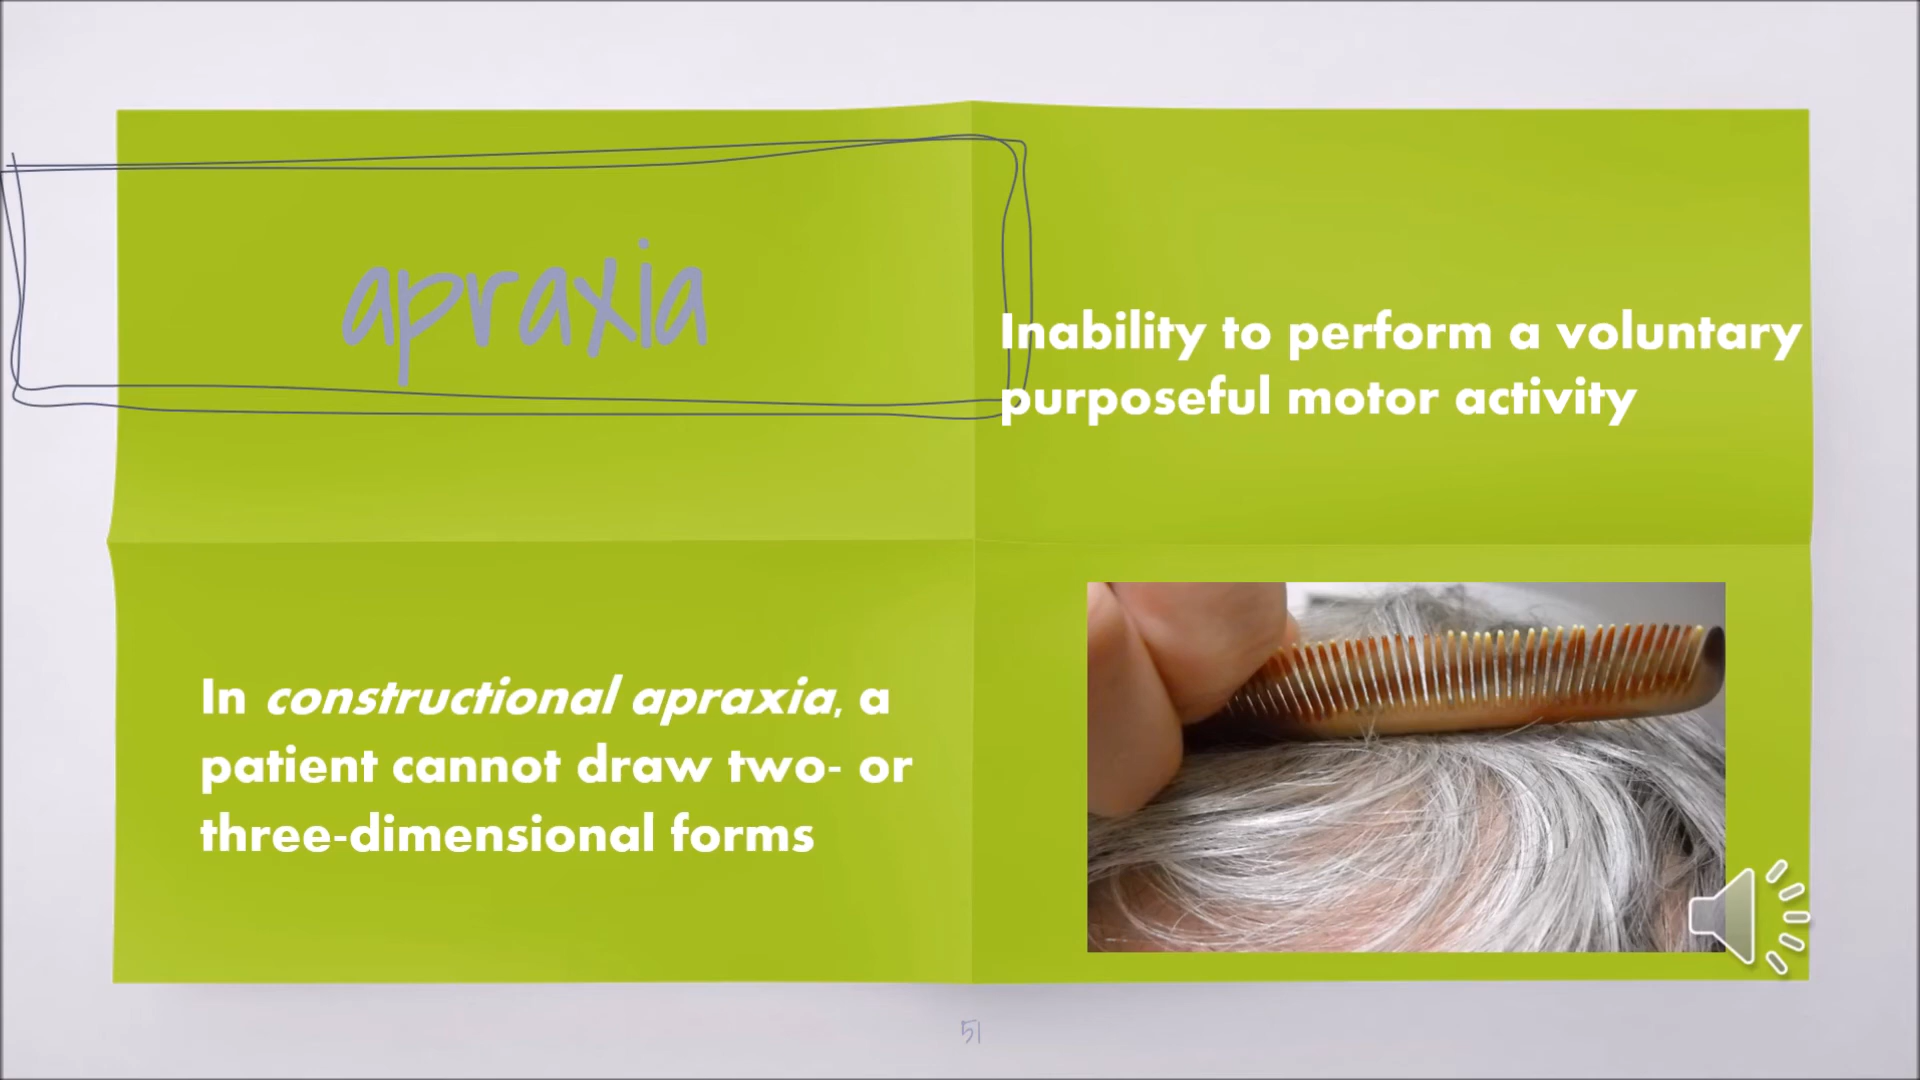 apraxia
Inability to perform a voluntary
purposeful motor activity
In constructional apraxia, a
patient cannot draw two- or
three-dimensional forms
51